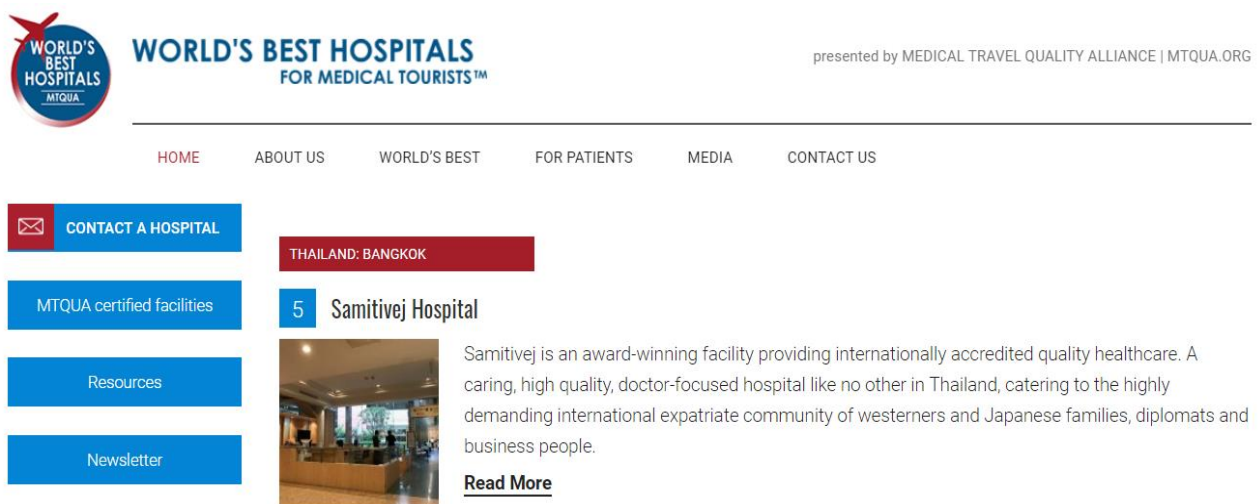 WORLD'S
BEST
HOSPITALS
MTQUA
WORLD'S BEST HOSPITALS
FOR MEDICAL TOURISTS™
presented by MEDICAL TRAVEL QUALITY ALLIANCE | MTQUA.ORG
HOME ABOUT US WORLD'S BEST FOR PATIENTS MEDIA CONTACT US
CONTACT A HOSPITAL
MTQUA certified facilities
Resources
Newsletter
THAILAND: BANGKOK
5 Samitivej Hospital
Samitivej is an award-winning facility providing internationally accredited quality healthcare. A
caring, high quality, doctor-focused hospital like no other in Thailand, catering to the highly
demanding international expatriate community of westerners and Japanese families, diplomats and
business people.
Read More